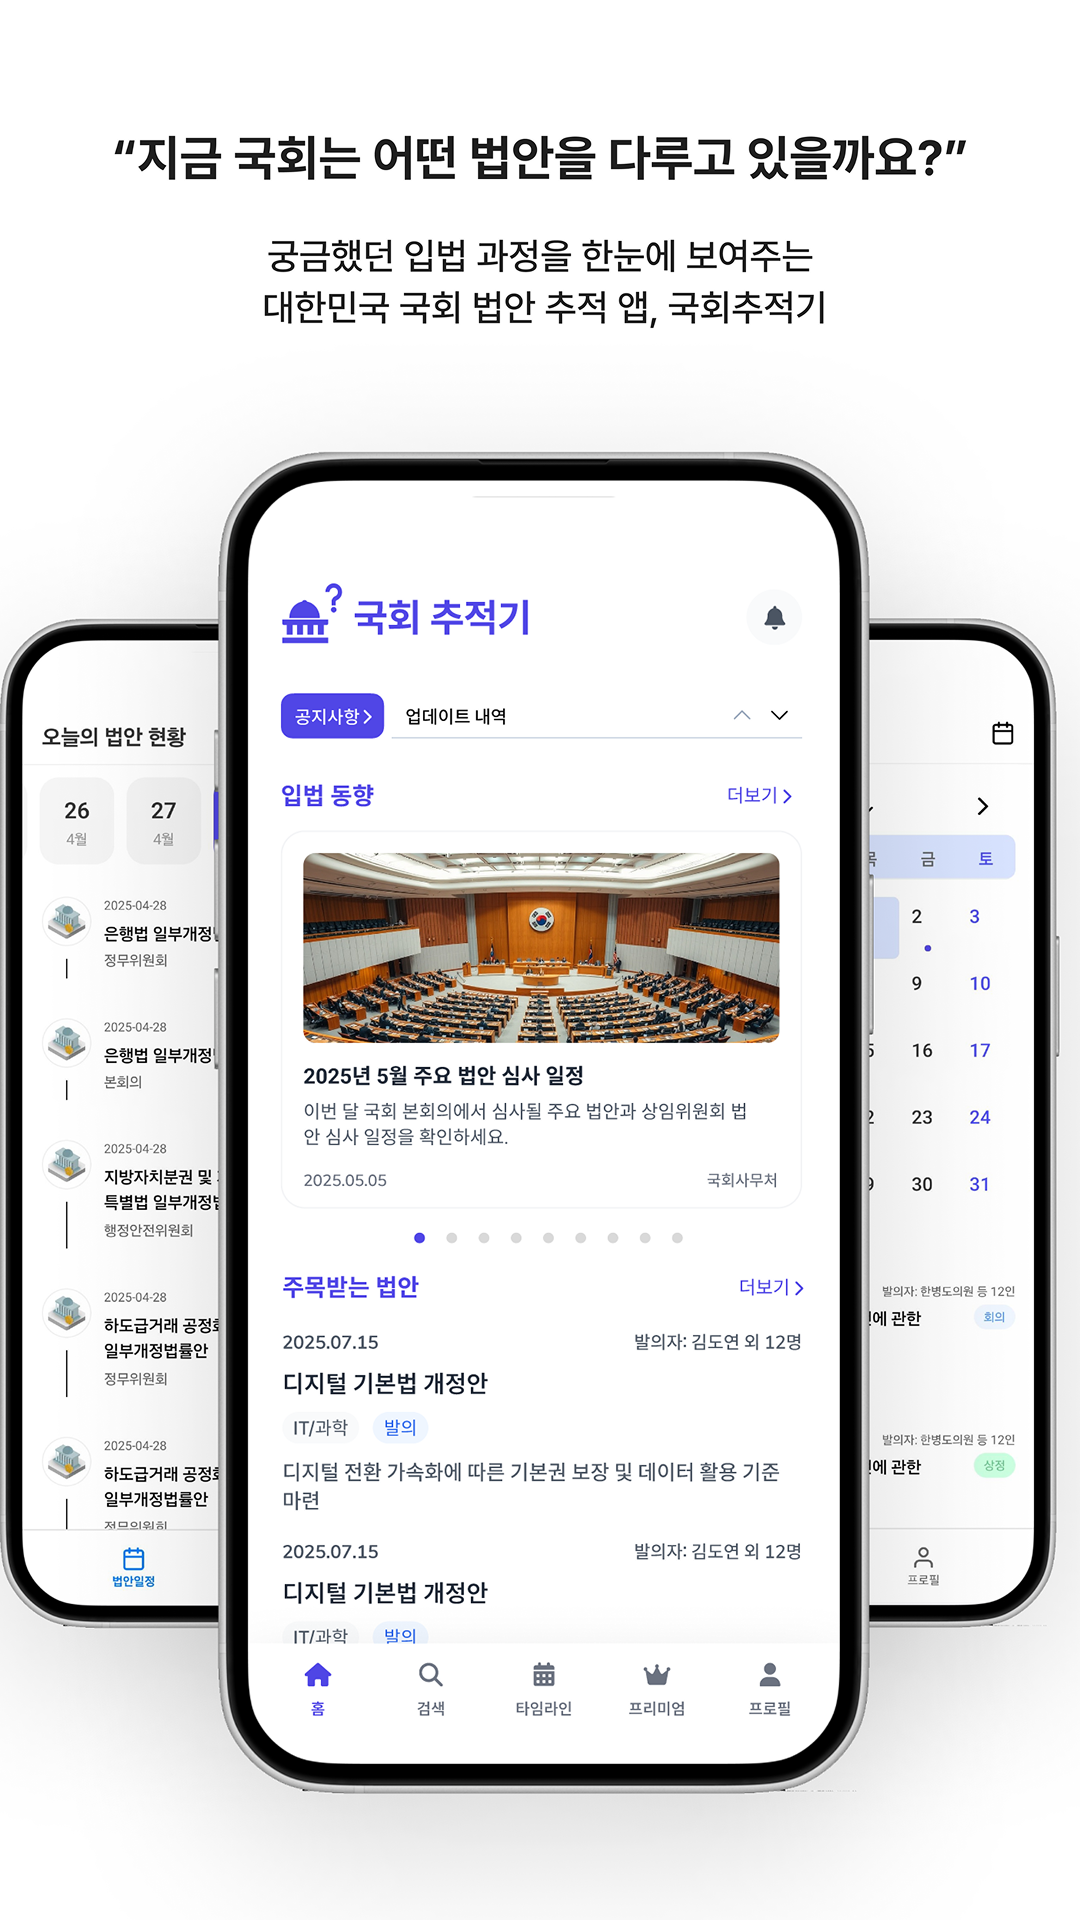 “지금 국회는 어떤 법안을 다루고 있을까요?”
궁금했던 입법 과정을 한눈에 보여주는
대한민국 국회 법안 추적 앱, 국회추적기
국회 추적기
공지사항
업데이트 내역
입법 동향
더보기
2025년 5월 주요 법안 심사 일정
이번 달 국회 본회의에서 심사될 주요 법안과 상임위원회 법
안 심사 일정을 확인하세요.
2025.05.05
국회사무처
주목받는 법안
더보기
2025.07.15
발의자: 김도연 외 12명
디지털 기본법 개정안
IT/과학
발의
디지털 전환 가속화에 따른 기본권 보장 및 데이터 활용 기준
마련
2025.07.15
발의자: 김도연 외 12명
디지털 기본법 개정안
IT/과학
발의
홈
검색
타임라인
프리미엄
프로필
오늘의 법안 현황
26
4월
27
4월
2025-04-28
은행법 일부개정
정무위원회
2025-04-28
은행법 일부개정
본회의
2025-04-28
지방자치분권 및
특별법 일부개정법
행정안전위원회
2025-04-28
하도급거래 공정
일부개정법률안
정무위원회
2025-04-28
하도급거래 공정
일부개정법률안
정무위원회
법안일정
목 금 토
2 3
9 10
16 17
23 24
30 31
발의자: 한병도의원 등 12인
에 관한
회의
발의자: 한병도의원 등 12인
에 관한
상정
프로필